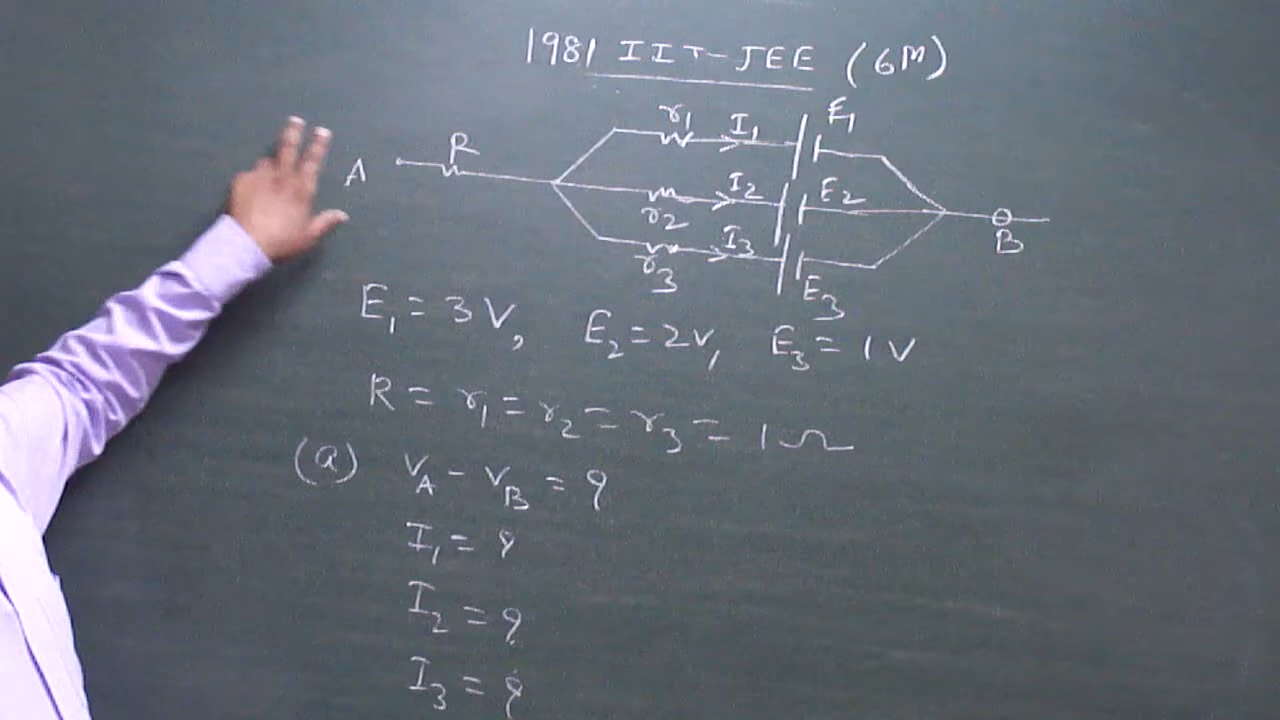 1981 IIT-JEE (6M)
r1 I1 E1
A R
r2 I2 E2
B
r3 I3 E3
E1 = 3V, E2 = 2V, E3 = 1V
R = r1 = r2 = r3 = 1Ω
(a) VA - VB = ?
I1 = ?
I2 = ?
I3 = ?